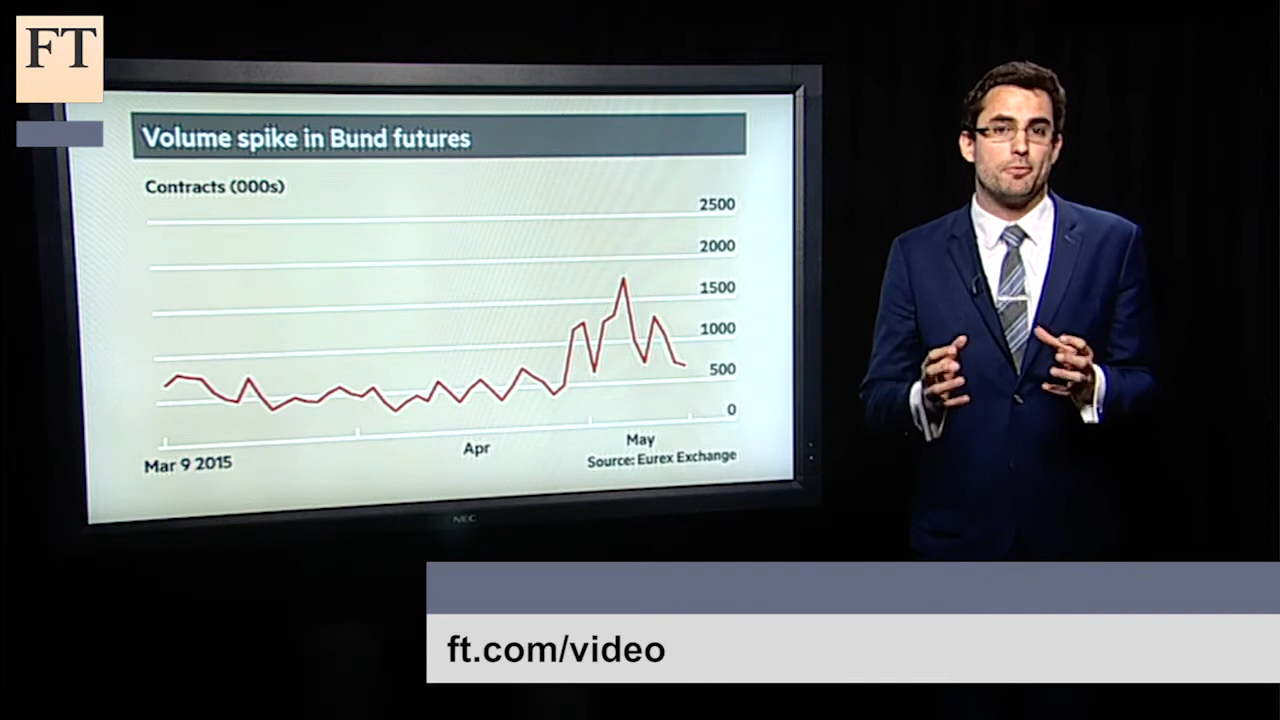 FT
Volume spike in Bund futures
Contracts (000s)
2500
2000
1500
1000
500
0
Apr
May
Mar 9 2015
Source: Eurex Exchange
NEC
ft.com/video